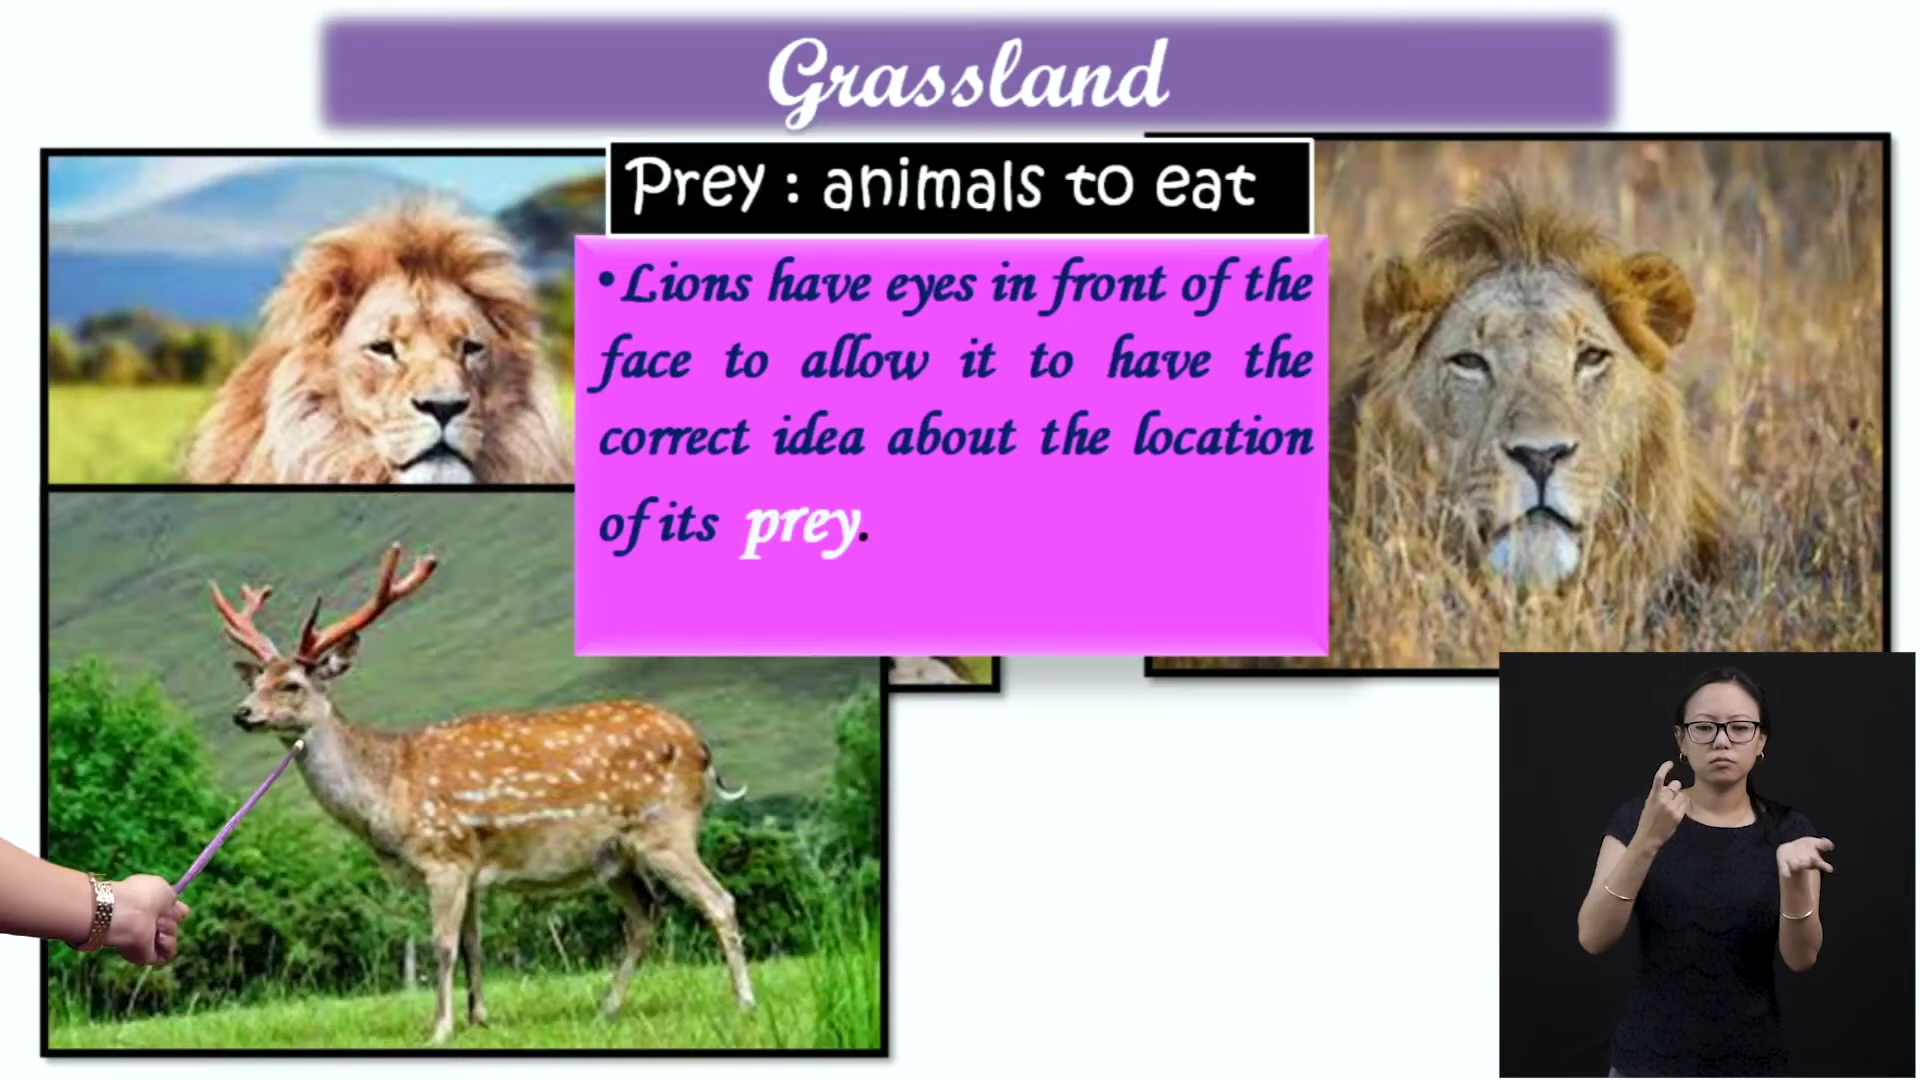 Grassland
Prey : animals to eat
•Lions have eyes in front of the
face to allow it to have the
correct idea about the location
of its prey.